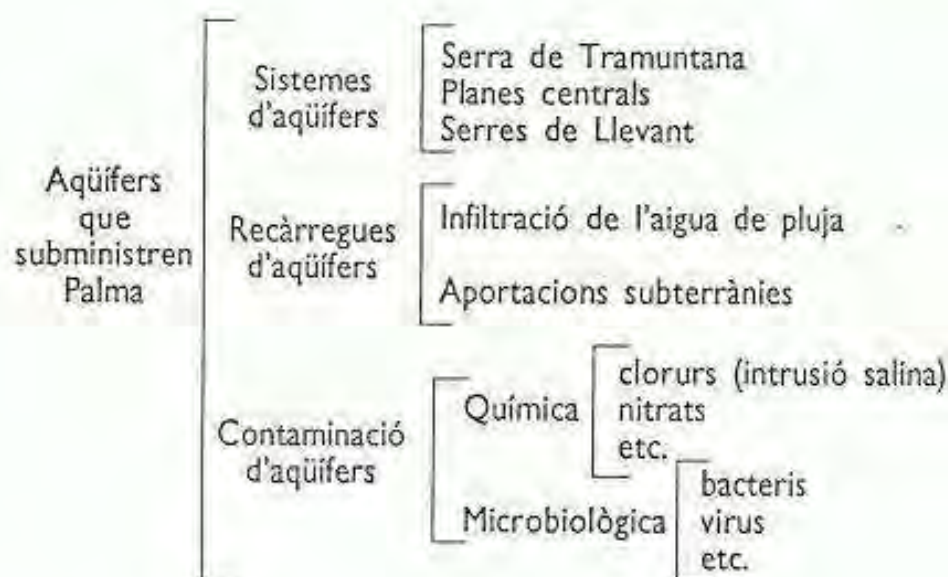 Aqüífers
que
subministren
Palma
Sistemes
d'aqüífers
Serra de Tramuntana
Planes centrals
Serres de Llevant
Recàrregues
d'aqüífers
Infiltració de l'aigua de pluja
Aportacions subterrànies
Contaminació
d'aqüífers
Química
clorurs (intrusió salina)
nitrats
etc.
Microbiològica
bacteris
virus
etc.